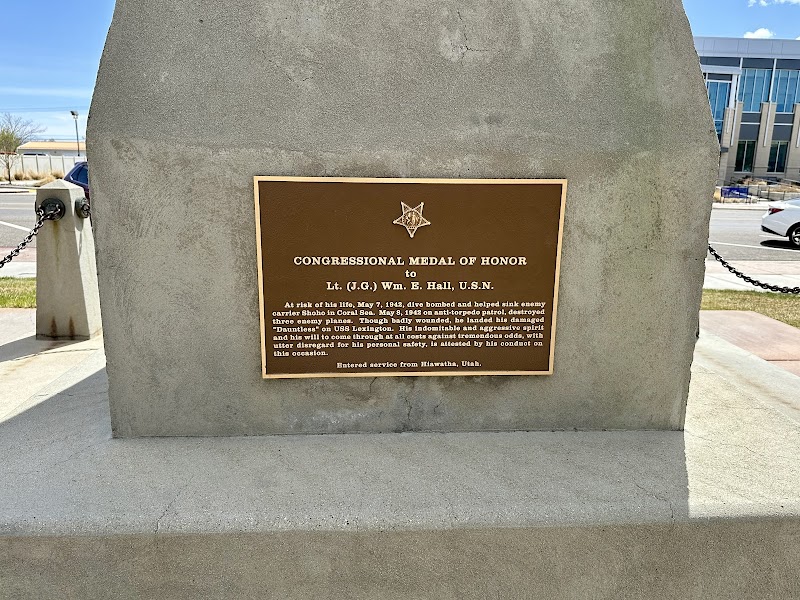 CONGRESSIONAL MEDAL OF HONOR
to
Lt. (J.G.) Wm. E. Hall, U.S.N.
At risk of his life, May 7, 1942, dive bombed and helped sink enemy
carrier Shoho in Coral Sea. May 8, 1942 on anti-torpedo patrol, destroyed
three enemy planes. Though badly wounded, he landed his damaged
"Dauntless" on USS Lexington. His indomitable and aggressive spirit
and his will to come through at all costs against tremendous odds, with
utter disregard for his personal safety, is attested by his conduct on
this occasion.
Entered service from Hiawatha, Utah.